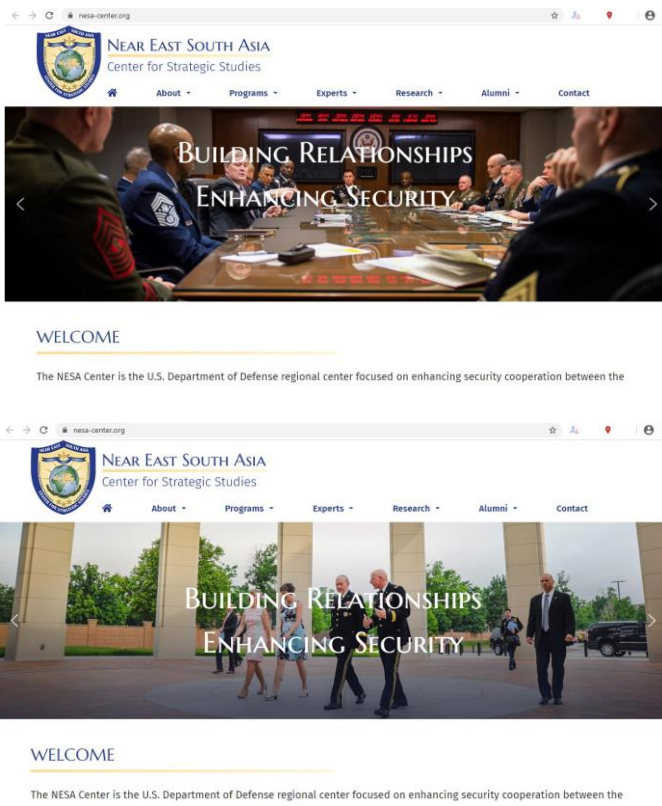 nesa-center.org
NEAR EAST SOUTH ASIA
Center for Strategic Studies
About Programs Experts Research Alumni Contact
BUILDING RELATIONSHIPS
ENHANCING SECURITY
WELCOME
The NESA Center is the U.S. Department of Defense regional center focused on enhancing security cooperation between the
nesa-center.org
NEAR EAST SOUTH ASIA
Center for Strategic Studies
About Programs Experts Research Alumni Contact
BUILDING RELATIONSHIPS
ENHANCING SECURITY
WELCOME
The NESA Center is the U.S. Department of Defense regional center focused on enhancing security cooperation between the